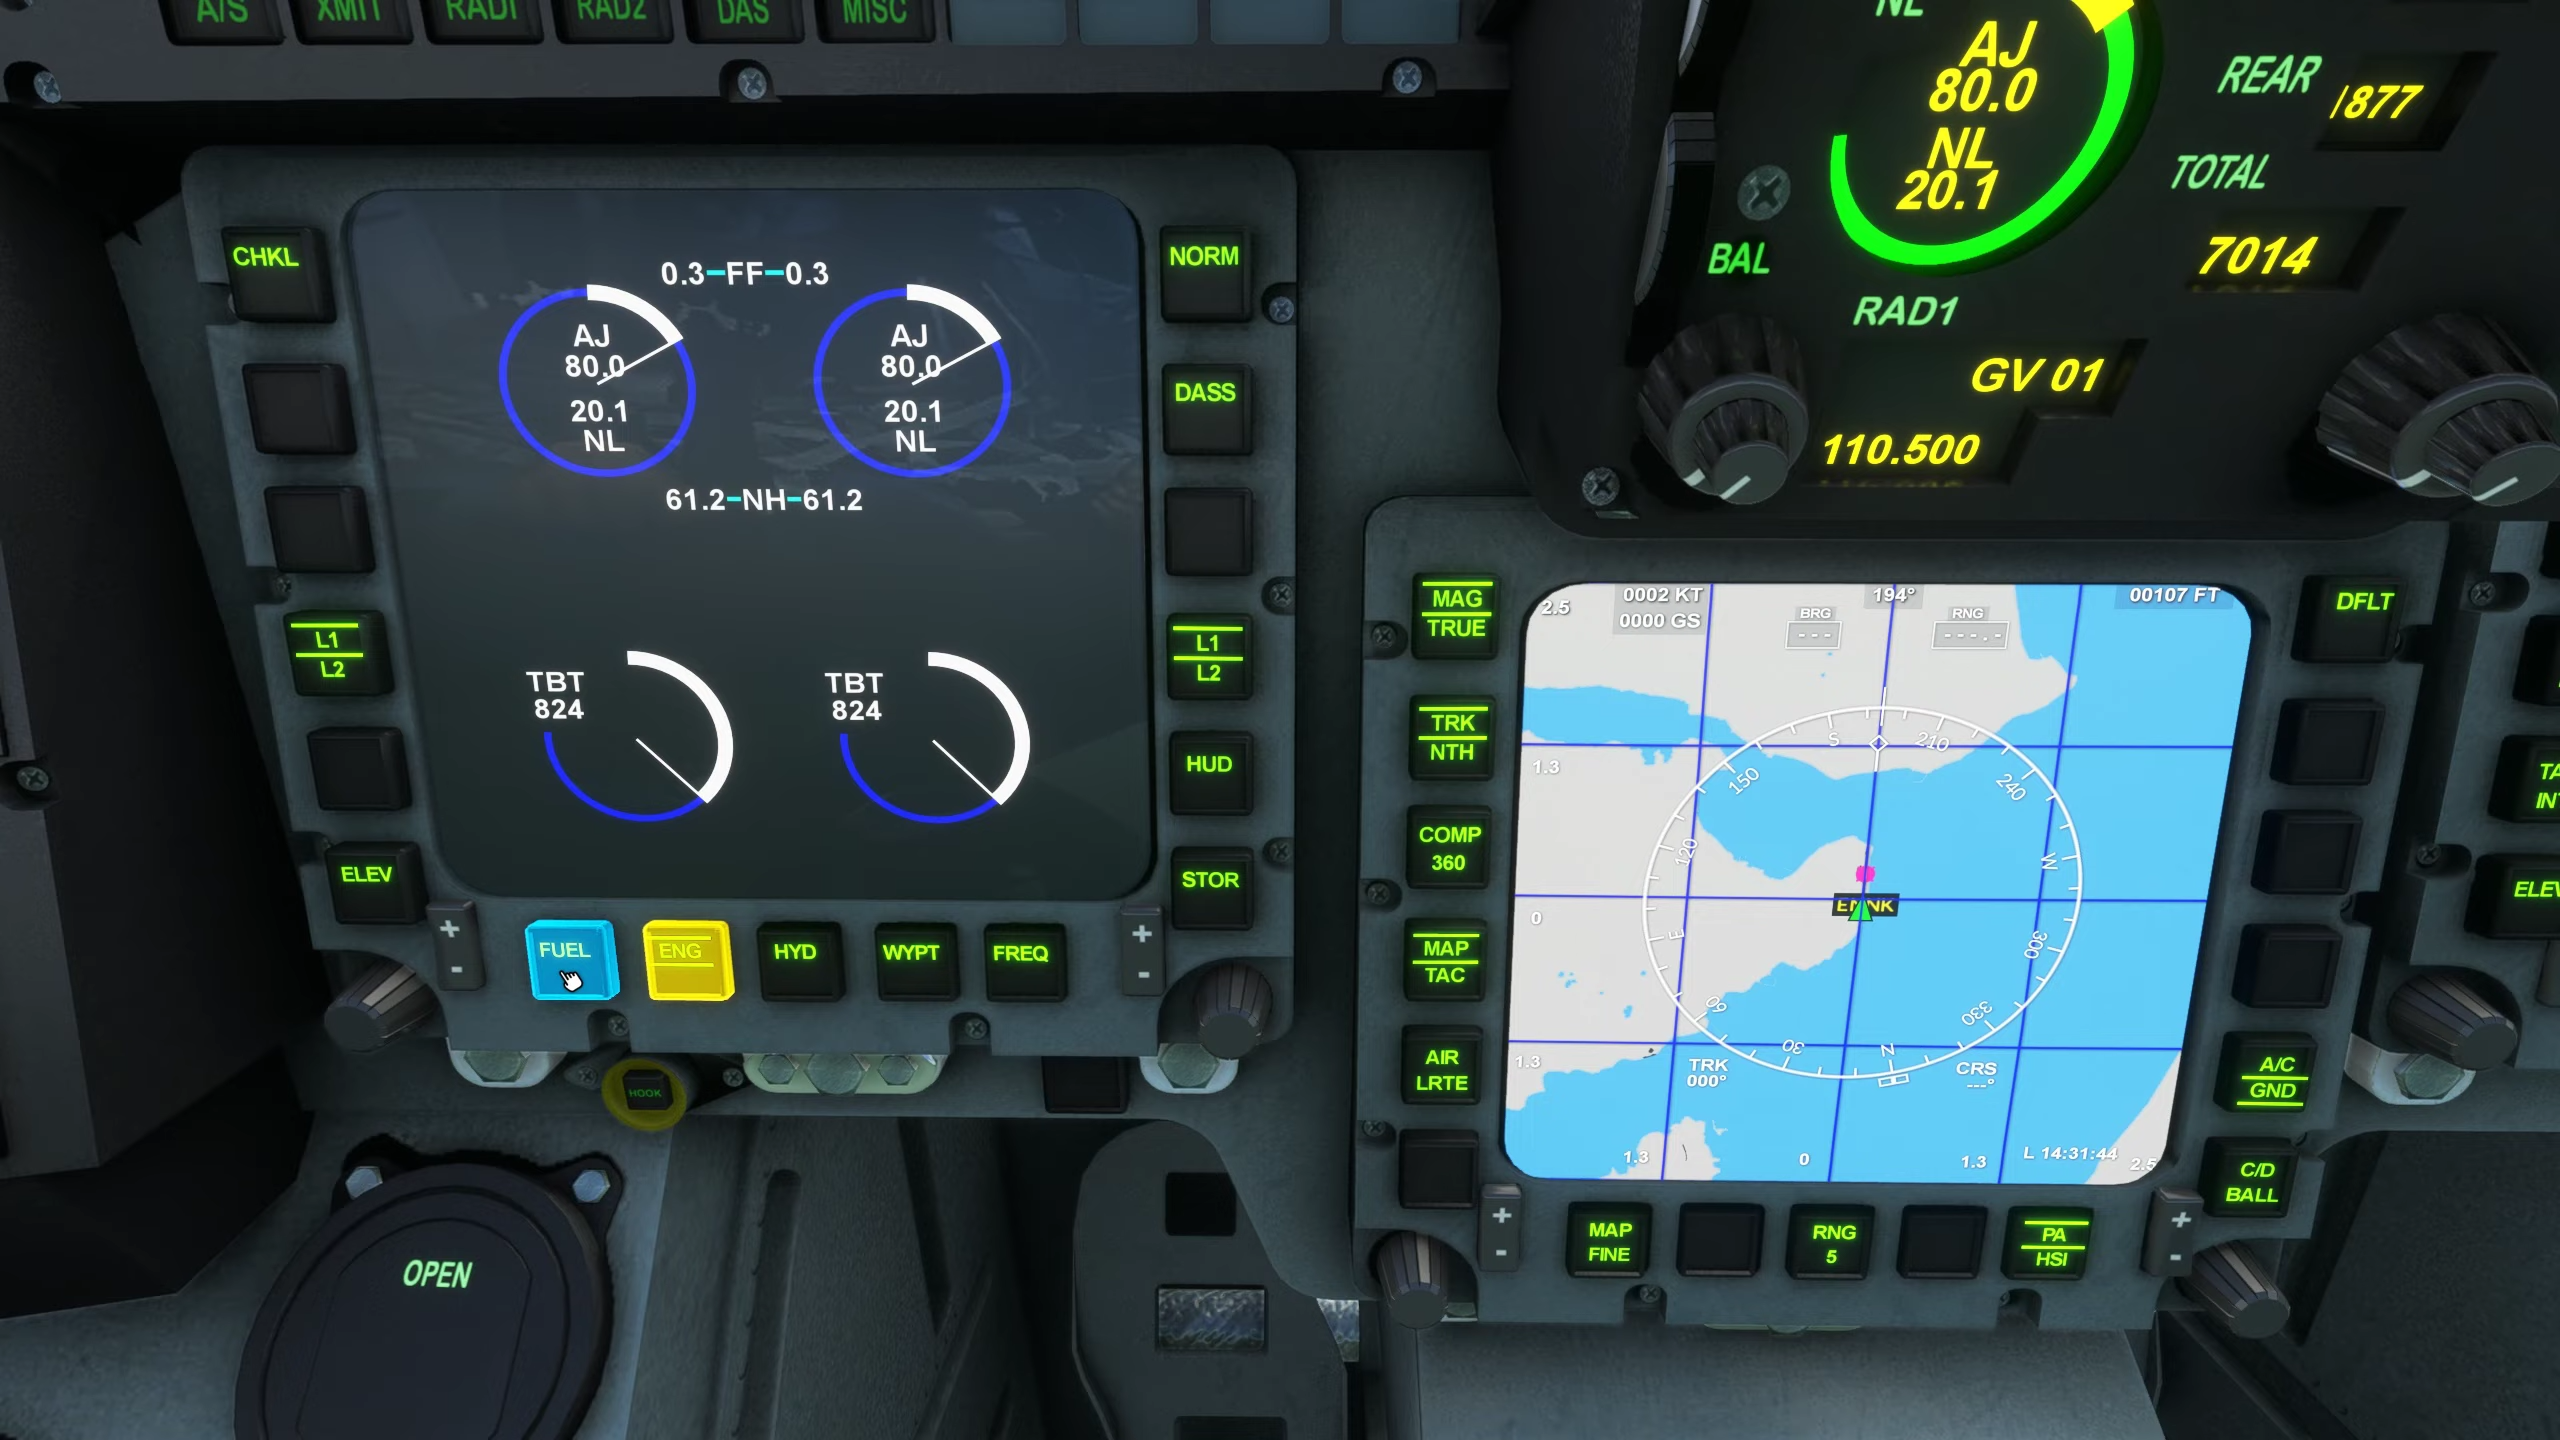 A/S XMIT RAD1 RAD2 DAS MISC
NL
AJ
80.0
NL
20.1
REAR
877
TOTAL
7014
BAL
RAD1
GV 01
110.500
CHKL
L1
L2
ELEV
0.3-FF-0.3
AJ
80.0
20.1
NL
AJ
80.0
20.1
NL
61.2-NH-61.2
TBT
824
TBT
824
NORM
DASS
L1
L2
HUD
STOR
+
-
FUEL
ENG
HYD
WYPT
FREQ
+
-
HOOK
OPEN
MAG
TRUE
TRK
NTH
COMP
360
MAP
TAC
AIR
LRTE
2.5
0002 KT
0000 GS
BRG
---
194°
RNG
---.-
00107 FT
1.3
0
1.3
S
210
240
W
300
330
N
30
60
E
120
150
TRK
000°
CRS
---°
1.3
0
1.3
L 14:31:44
2.5
DFLT
A/C
GND
C/D
BALL
+
-
MAP
FINE
RNG
5
PA
HSI
+
-